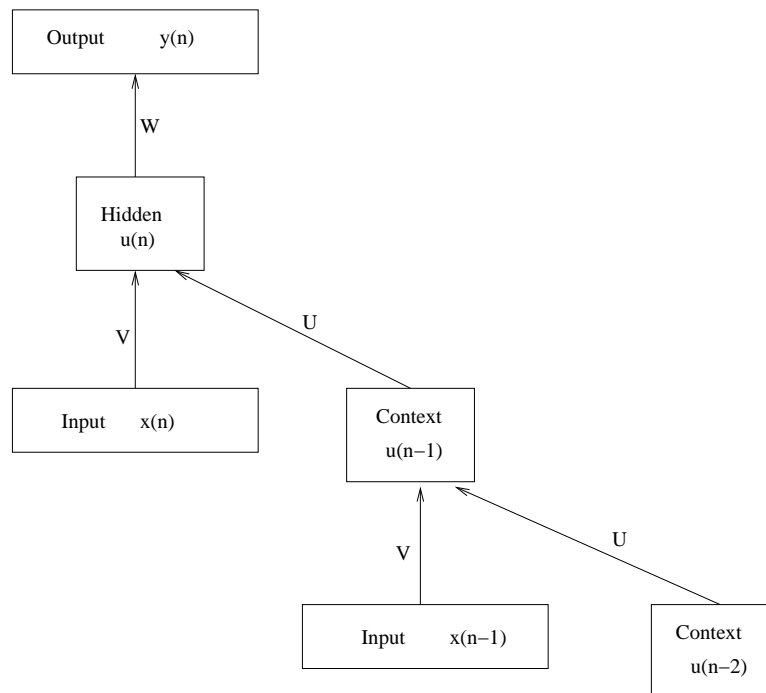 Output y(n)
W
Hidden
u(n)
U
V
Input x(n)
Context
u(n−1)
V
U
Input x(n−1)
Context
u(n−2)